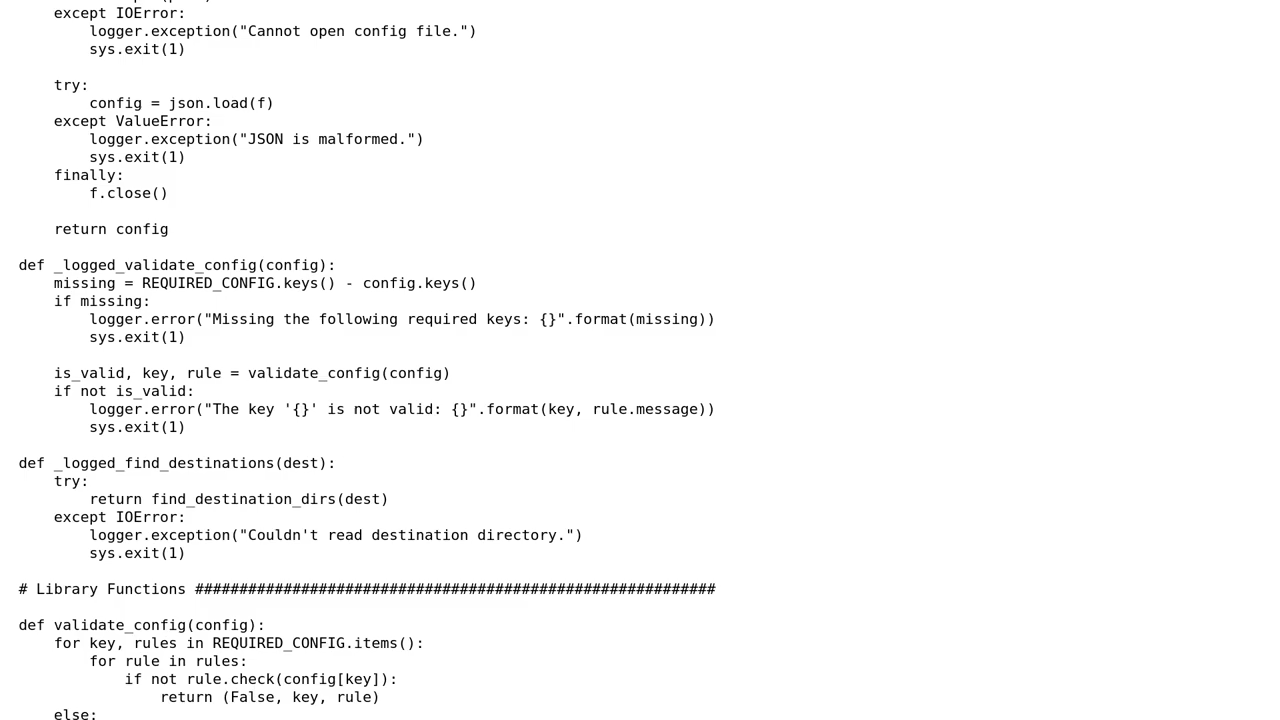 except IOError:
        logger.exception("Cannot open config file.")
        sys.exit(1)

    try:
        config = json.load(f)
    except ValueError:
        logger.exception("JSON is malformed.")
        sys.exit(1)
    finally:
        f.close()

    return config

def _logged_validate_config(config):
    missing = REQUIRED_CONFIG.keys() - config.keys()
    if missing:
        logger.error("Missing the following required keys: {}".format(missing))
        sys.exit(1)

    is_valid, key, rule = validate_config(config)
    if not is_valid:
        logger.error("The key '{}' is not valid: {}".format(key, rule.message))
        sys.exit(1)

def _logged_find_destinations(dest):
    try:
        return find_destination_dirs(dest)
    except IOError:
        logger.exception("Couldn't read destination directory.")
        sys.exit(1)

# Library Functions ###########################################################

def validate_config(config):
    for key, rules in REQUIRED_CONFIG.items():
        for rule in rules:
            if not rule.check(config[key]):
                return (False, key, rule)
    else: